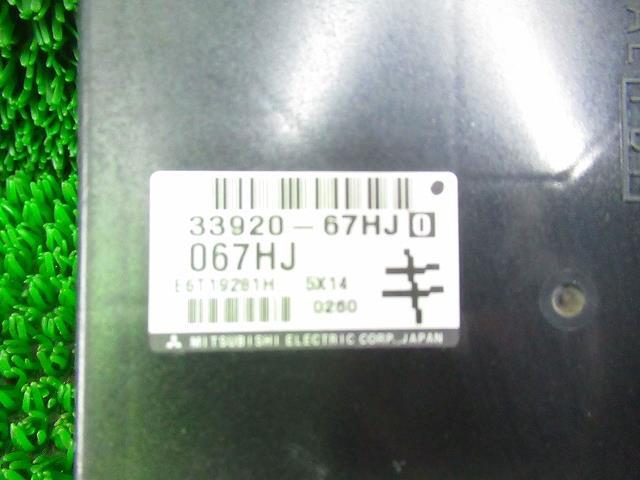 33920-67HJ 0
067HJ
E6T19281H 5X14
0260
MITSUBISHI ELECTRIC CORP. JAPAN